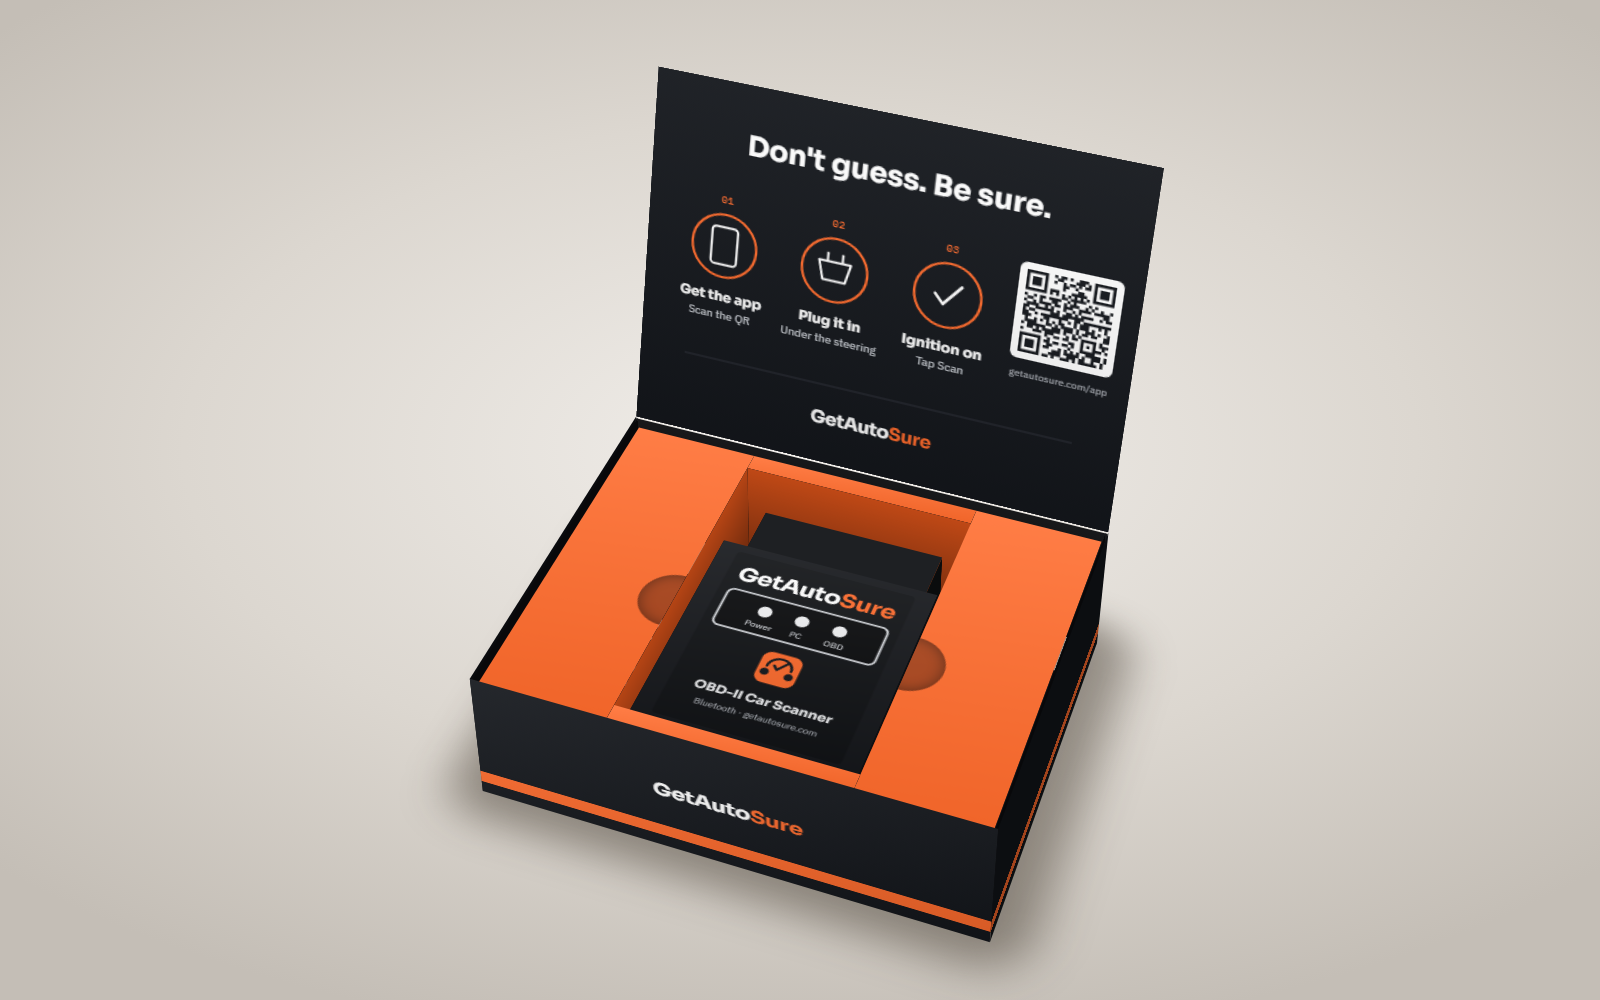 Don't guess. Be sure.
01
Get the app
Scan the QR
02
Plug it in
Under the steering
03
Ignition on
Tap Scan
getautosure.com/app
GetAutoSure
GetAutoSure
Power
PC
OBD
OBD-II Car Scanner
Bluetooth · getautosure.com
GetAutoSure